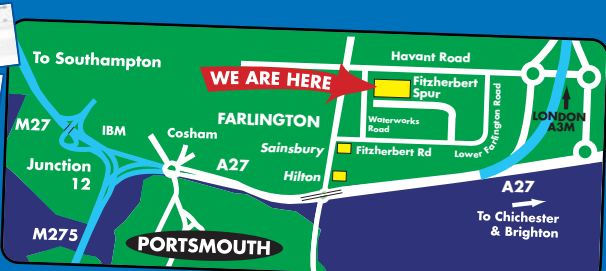 To Southampton
Havant Road
WE ARE HERE
Fitzherbert
Spur
M27
IBM
FARLINGTON
Waterworks
Road
Lower Farlington Road
LONDON
A3M
Cosham
Sainsbury
Fitzherbert Rd
Junction
12
A27
Hilton
A27
To Chichester
& Brighton
M275
PORTSMOUTH